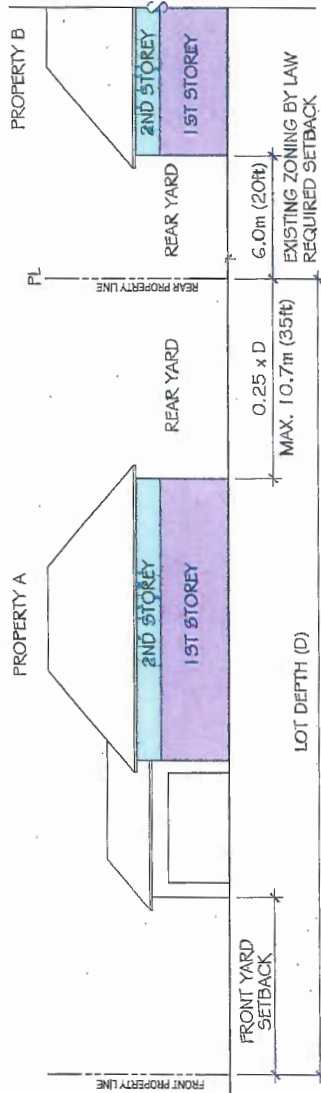 PROPERTY A
PROPERTY B
PL
2ND STOREY
1ST STOREY
2ND STOREY
1ST STOREY
REAR YARD
REAR YARD
FRONT PROPERTY LINE
REAR PROPERTY LINE
FRONT YARD
SETBACK
0.25 x D
MAX. 10.7m (35ft)
6.0m (20ft)
EXISTING ZONING BY LAW
REQUIRED SETBACK
LOT DEPTH (D)